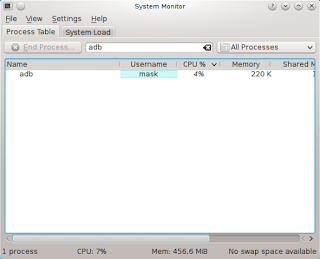 System Monitor
File View Settings Help
Process Table System Load
End Process... adb All Processes
Name Username CPU % Memory Shared M
adb mask 4% 220 K 1
1 process CPU: 7% Mem: 456,6 MiB No swap space available